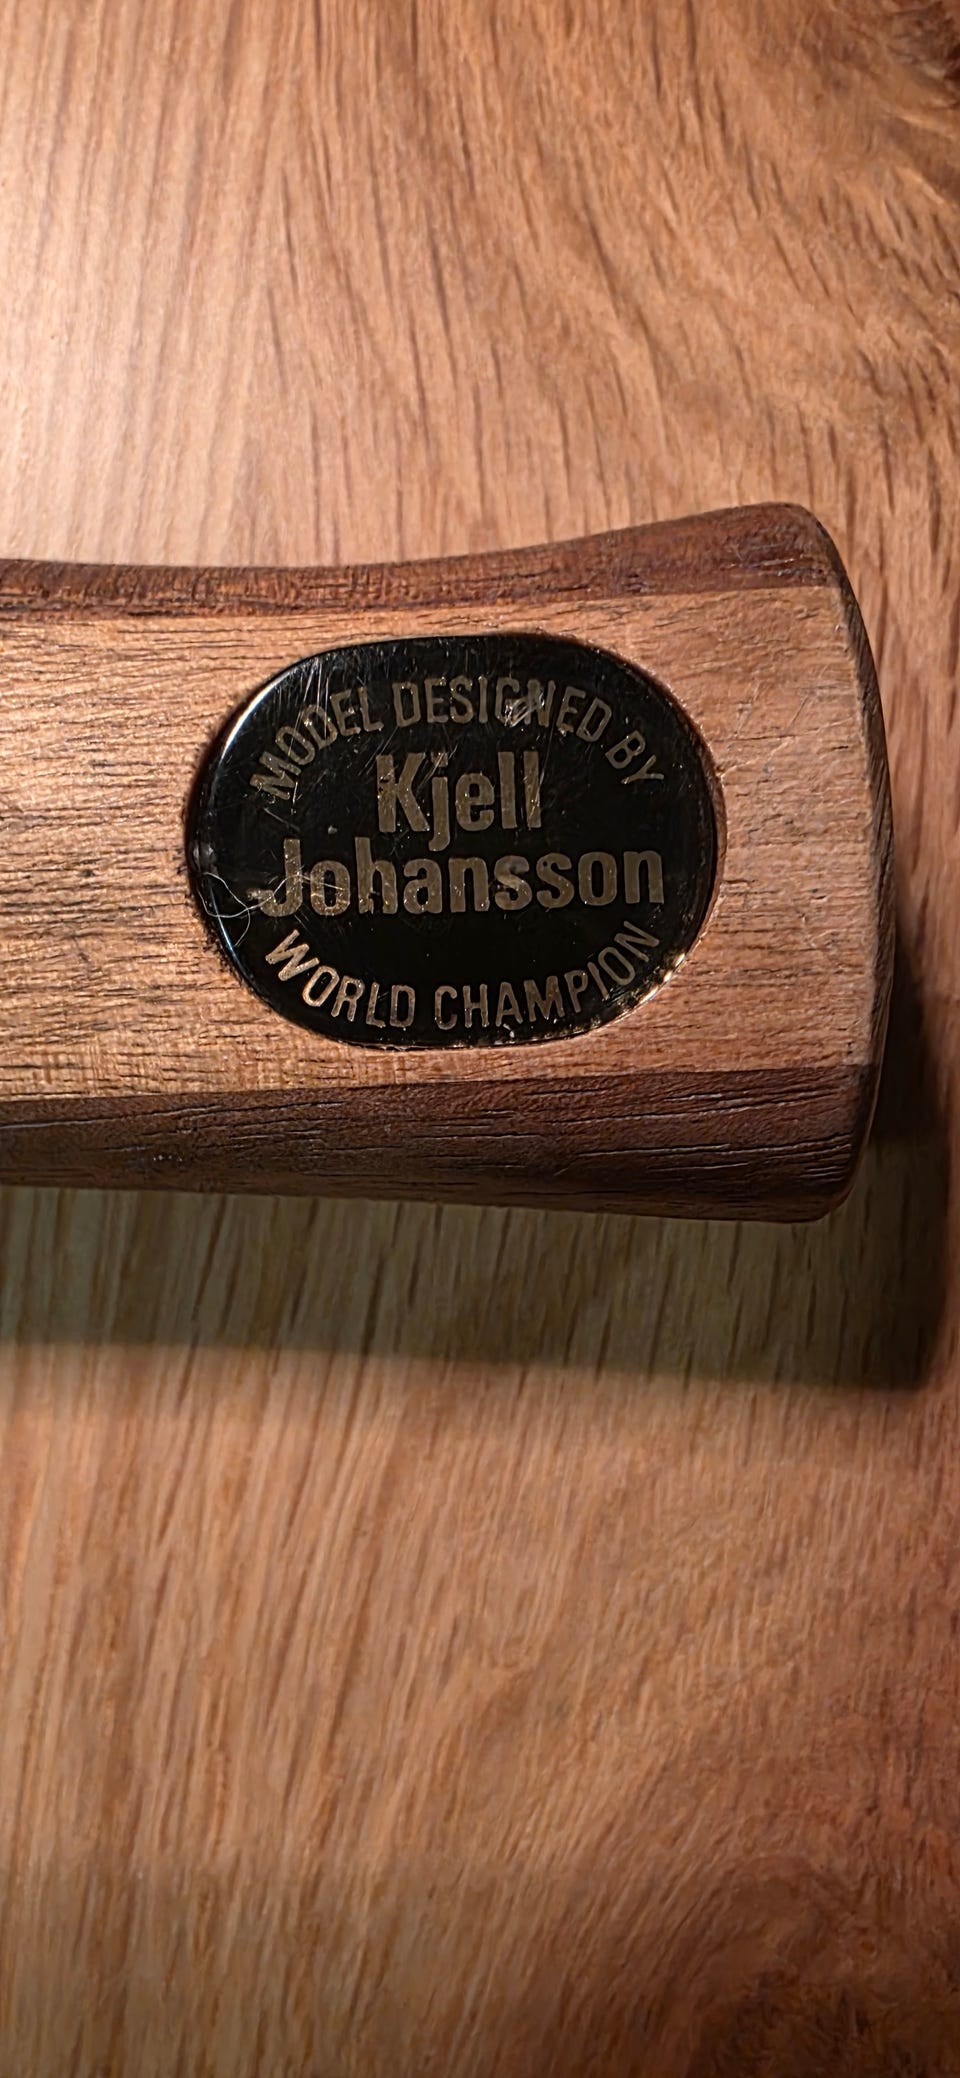 MODEL DESIGNED BY
Kjell
Johansson
WORLD CHAMPION